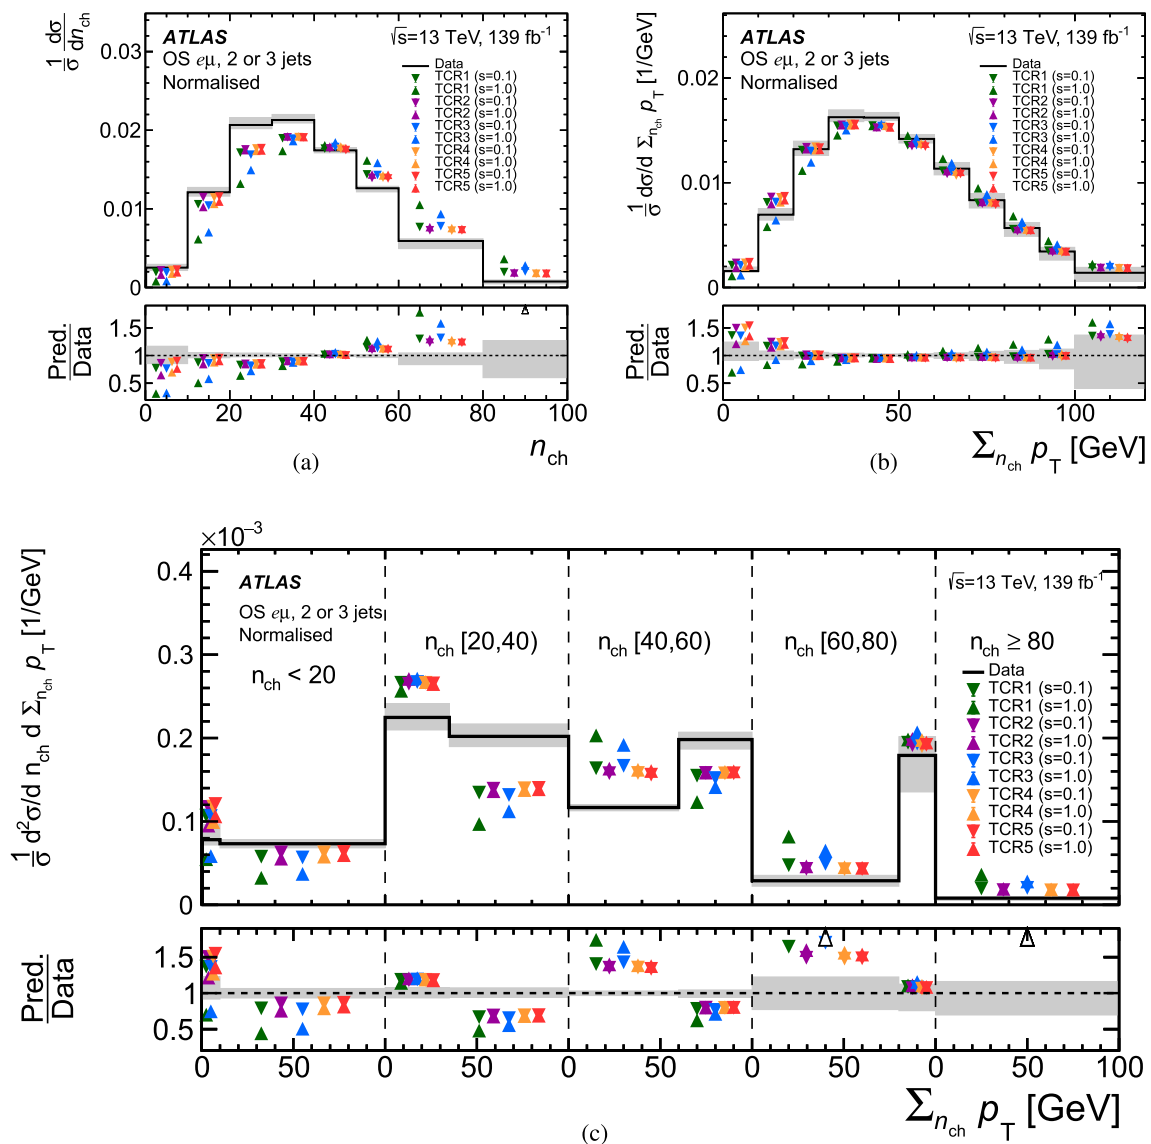 1/σ dσ/dn_ch
0.03
0.02
0.01
0
ATLAS
√s=13 TeV, 139 fb⁻¹
OS eμ, 2 or 3 jets
Normalised
Data
TCR1 (s=0.1)
TCR1 (s=1.0)
TCR2 (s=0.1)
TCR2 (s=1.0)
TCR3 (s=0.1)
TCR3 (s=1.0)
TCR4 (s=0.1)
TCR4 (s=1.0)
TCR5 (s=0.1)
TCR5 (s=1.0)
Pred.
Data
1.5
1
0.5
0 20 40 60 80 100
n_ch
(a)
1/σ dσ/d Σ_{n_ch} p_T [1/GeV]
0.02
0.01
0
ATLAS
√s=13 TeV, 139 fb⁻¹
OS eμ, 2 or 3 jets
Normalised
Data
TCR1 (s=0.1)
TCR1 (s=1.0)
TCR2 (s=0.1)
TCR2 (s=1.0)
TCR3 (s=0.1)
TCR3 (s=1.0)
TCR4 (s=0.1)
TCR4 (s=1.0)
TCR5 (s=0.1)
TCR5 (s=1.0)
Pred.
Data
1.5
1
0.5
0 50 100
Σ_{n_ch} p_T [GeV]
(b)
×10⁻³
1/σ d²σ/d n_ch d Σ_{n_ch} p_T [1/GeV]
0.4
0.3
0.2
0.1
0
ATLAS
√s=13 TeV, 139 fb⁻¹
OS eμ, 2 or 3 jets
Normalised
n_ch < 20
n_ch [20,40)
n_ch [40,60)
n_ch [60,80)
n_ch ≥ 80
Data
TCR1 (s=0.1)
TCR1 (s=1.0)
TCR2 (s=0.1)
TCR2 (s=1.0)
TCR3 (s=0.1)
TCR3 (s=1.0)
TCR4 (s=0.1)
TCR4 (s=1.0)
TCR5 (s=0.1)
TCR5 (s=1.0)
Pred.
Data
1.5
1
0.5
0 50 0 50 0 50 0 50 0 50 100
Σ_{n_ch} p_T [GeV]
(c)